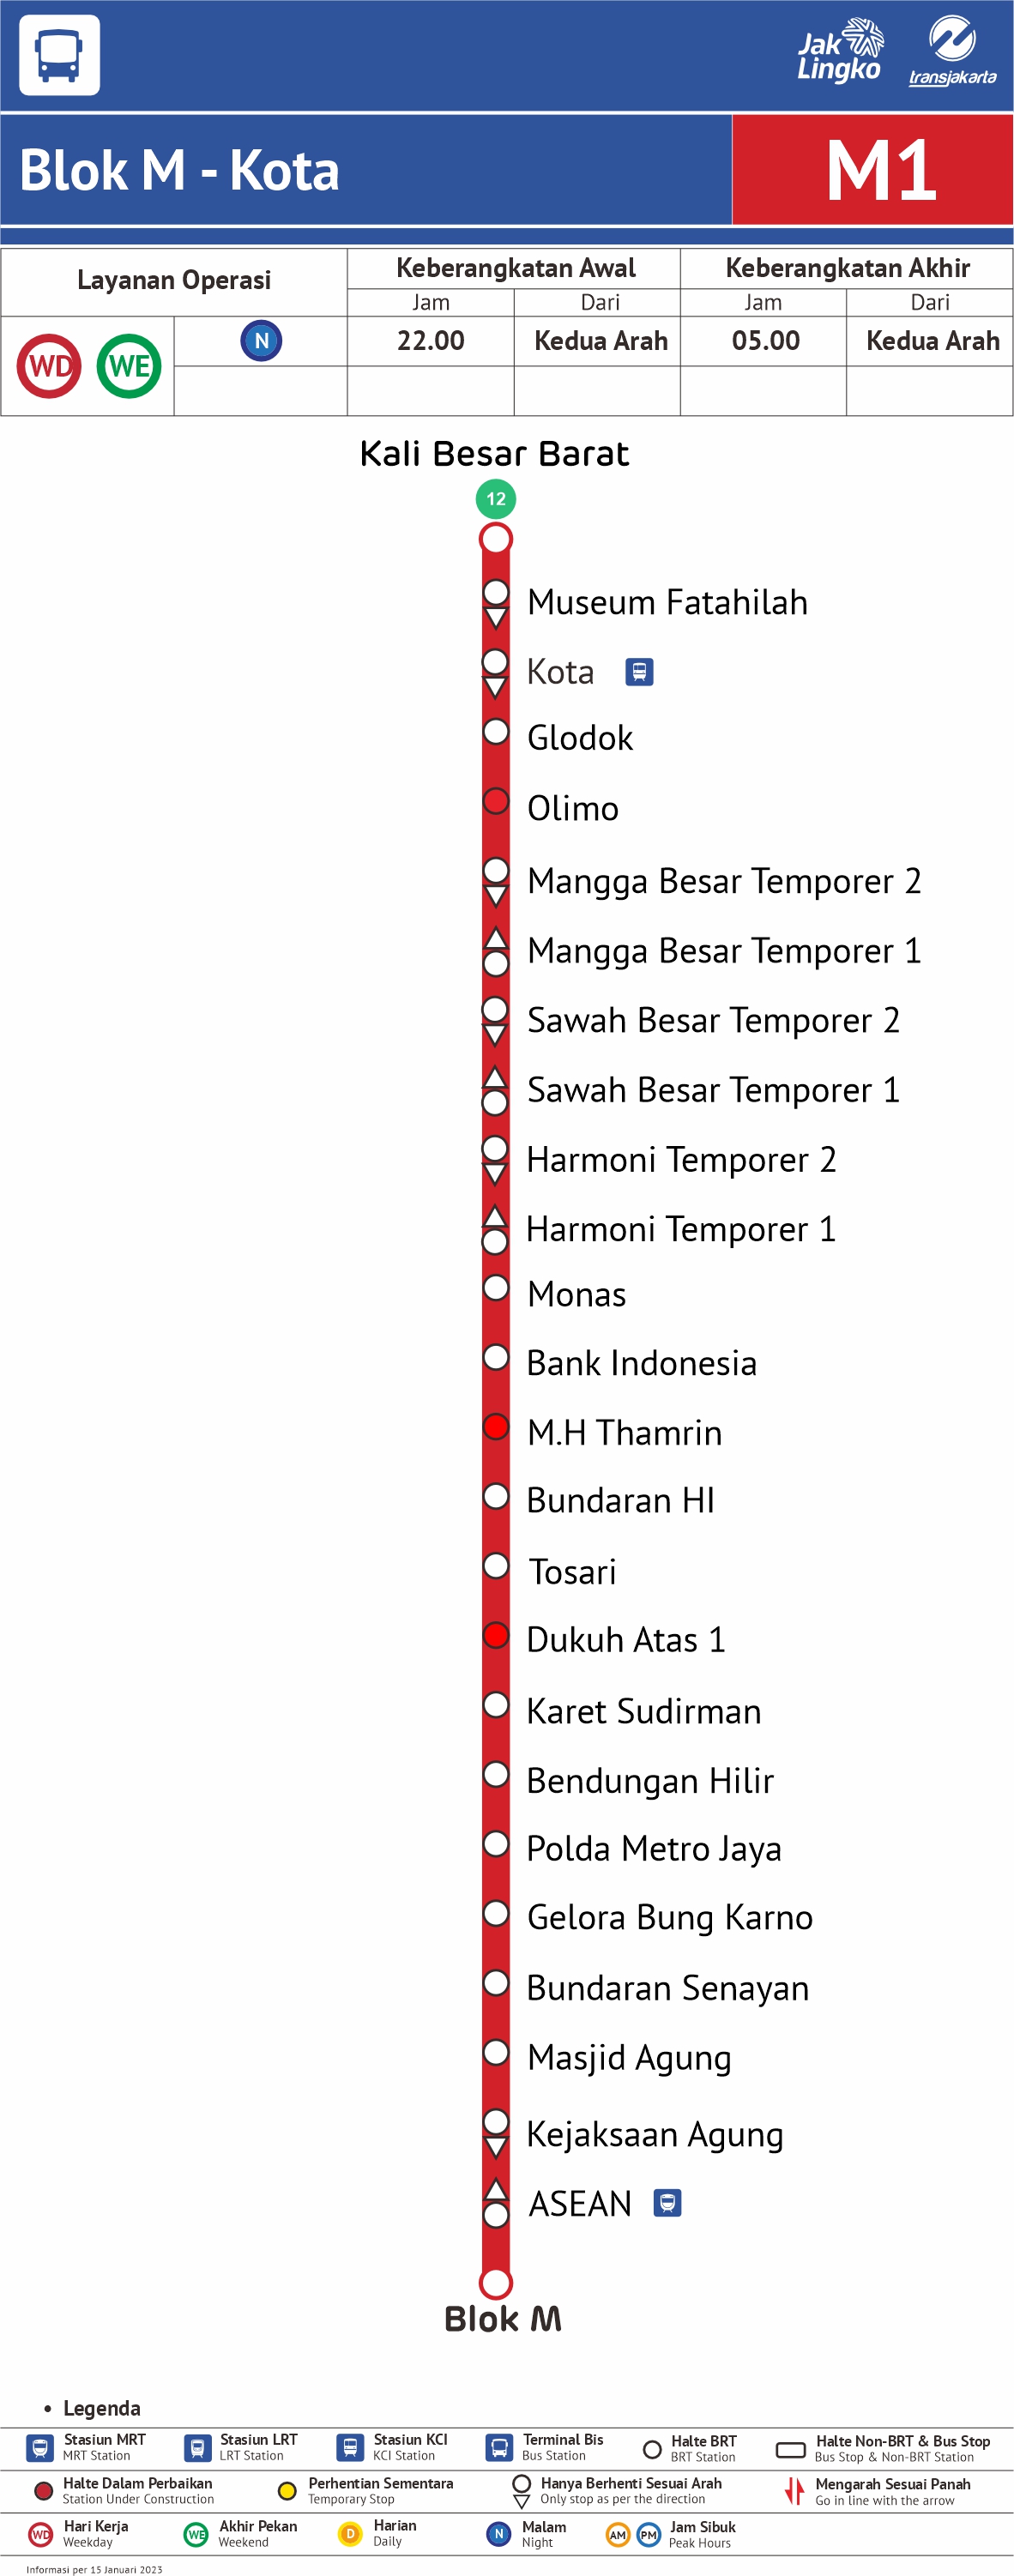 Jak
Lingko
transjakarta
Blok M - Kota
M1
Layanan Operasi
Keberangkatan Awal
Keberangkatan Akhir
Jam
Dari
Jam
Dari
WD
WE
N
22.00
Kedua Arah
05.00
Kedua Arah
Kali Besar Barat
12
Museum Fatahilah
Kota
Glodok
Olimo
Mangga Besar Temporer 2
Mangga Besar Temporer 1
Sawah Besar Temporer 2
Sawah Besar Temporer 1
Harmoni Temporer 2
Harmoni Temporer 1
Monas
Bank Indonesia
M.H Thamrin
Bundaran HI
Tosari
Dukuh Atas 1
Karet Sudirman
Bendungan Hilir
Polda Metro Jaya
Gelora Bung Karno
Bundaran Senayan
Masjid Agung
Kejaksaan Agung
ASEAN
Blok M
• Legenda
Stasiun MRT
MRT Station
Stasiun LRT
LRT Station
Stasiun KCI
KCI Station
Terminal Bis
Bus Station
Halte BRT
BRT Station
Halte Non-BRT & Bus Stop
Bus Stop & Non-BRT Station
Halte Dalam Perbaikan
Station Under Construction
Perhentian Sementara
Temporary Stop
Hanya Berhenti Sesuai Arah
Only stop as per the direction
Mengarah Sesuai Panah
Go in line with the arrow
WD
Hari Kerja
Weekday
WE
Akhir Pekan
Weekend
D
Harian
Daily
N
Malam
Night
AM
PM
Jam Sibuk
Peak Hours
Informasi per 15 Januari 2023